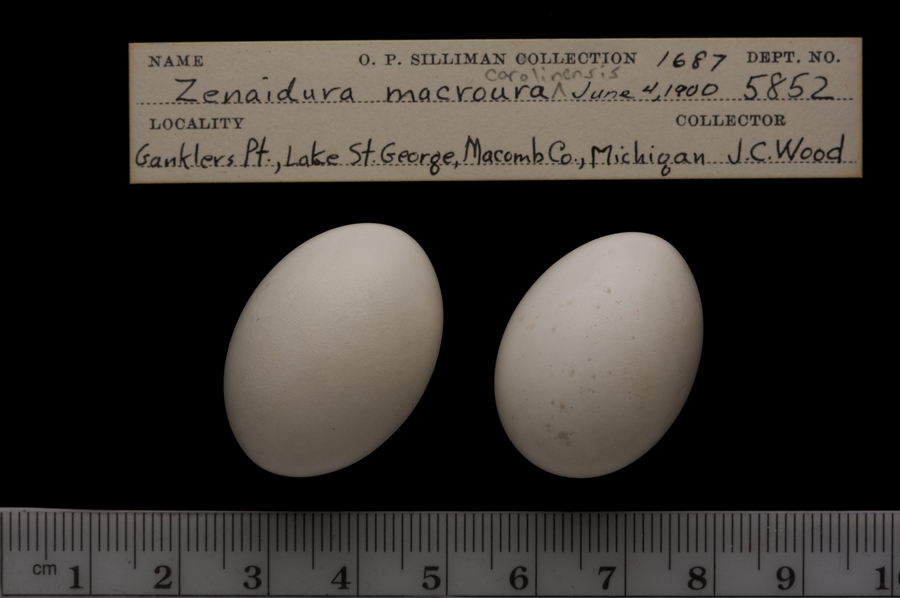 NAME O. P. SILLIMAN COLLECTION 1687 DEPT. NO.
carolinensis
Zenaidura macroura ^ June 4, 1900 5852
LOCALITY COLLECTOR
Ganklers Pt., Lake St. George, Macomb Co., Michigan J.C. Wood
cm 1 2 3 4 5 6 7 8 9 1